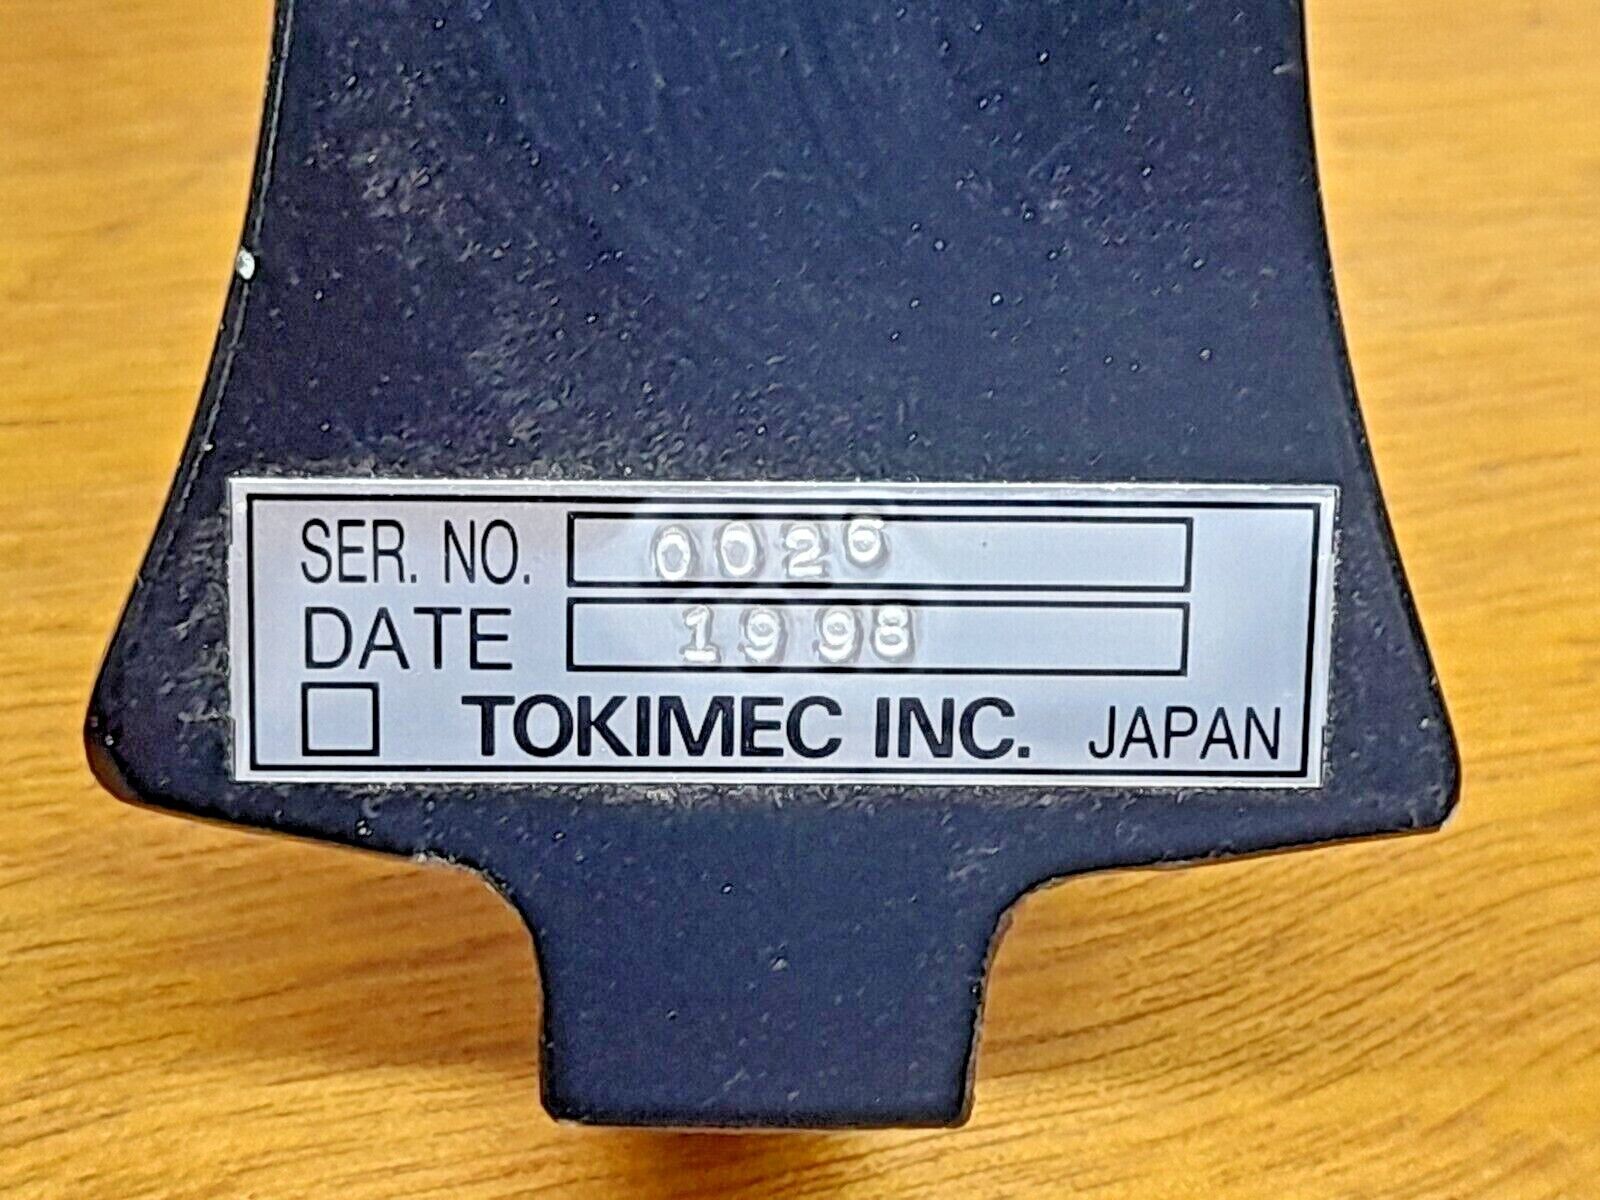 SER. NO. 0026
DATE 1998
TOKIMEC INC. JAPAN